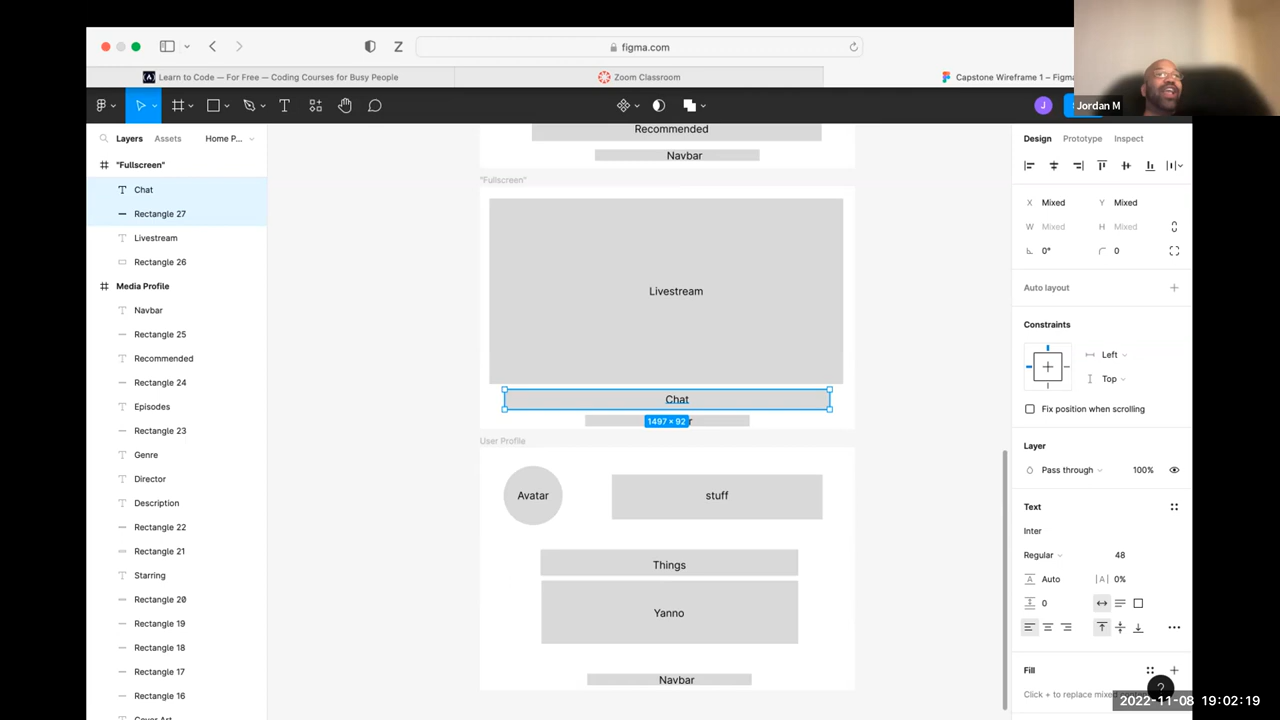 figma.com
Learn to Code — For Free — Coding Courses for Busy People
Zoom Classroom
Capstone Wireframe 1 – Figma
Jordan M
J
Layers
Assets
Home P...
"Fullscreen"
Chat
Rectangle 27
Livestream
Rectangle 26
Media Profile
Navbar
Rectangle 25
Recommended
Rectangle 24
Episodes
Rectangle 23
Genre
Director
Description
Rectangle 22
Rectangle 21
Starring
Rectangle 20
Rectangle 19
Rectangle 18
Rectangle 17
Rectangle 16
Cover Art
Recommended
Navbar
"Fullscreen"
Livestream
Chat
1497 × 92
User Profile
Avatar
stuff
Things
Yanno
Navbar
Design
Prototype
Inspect
X Mixed Y Mixed
W Mixed H Mixed
0° 0
Auto layout
Constraints
Left
Top
Fix position when scrolling
Layer
Pass through 100%
Text
Inter
Regular 48
Auto |A| 0%
0
Fill
Click + to replace mixed
?
2022-11-08 19:02:19